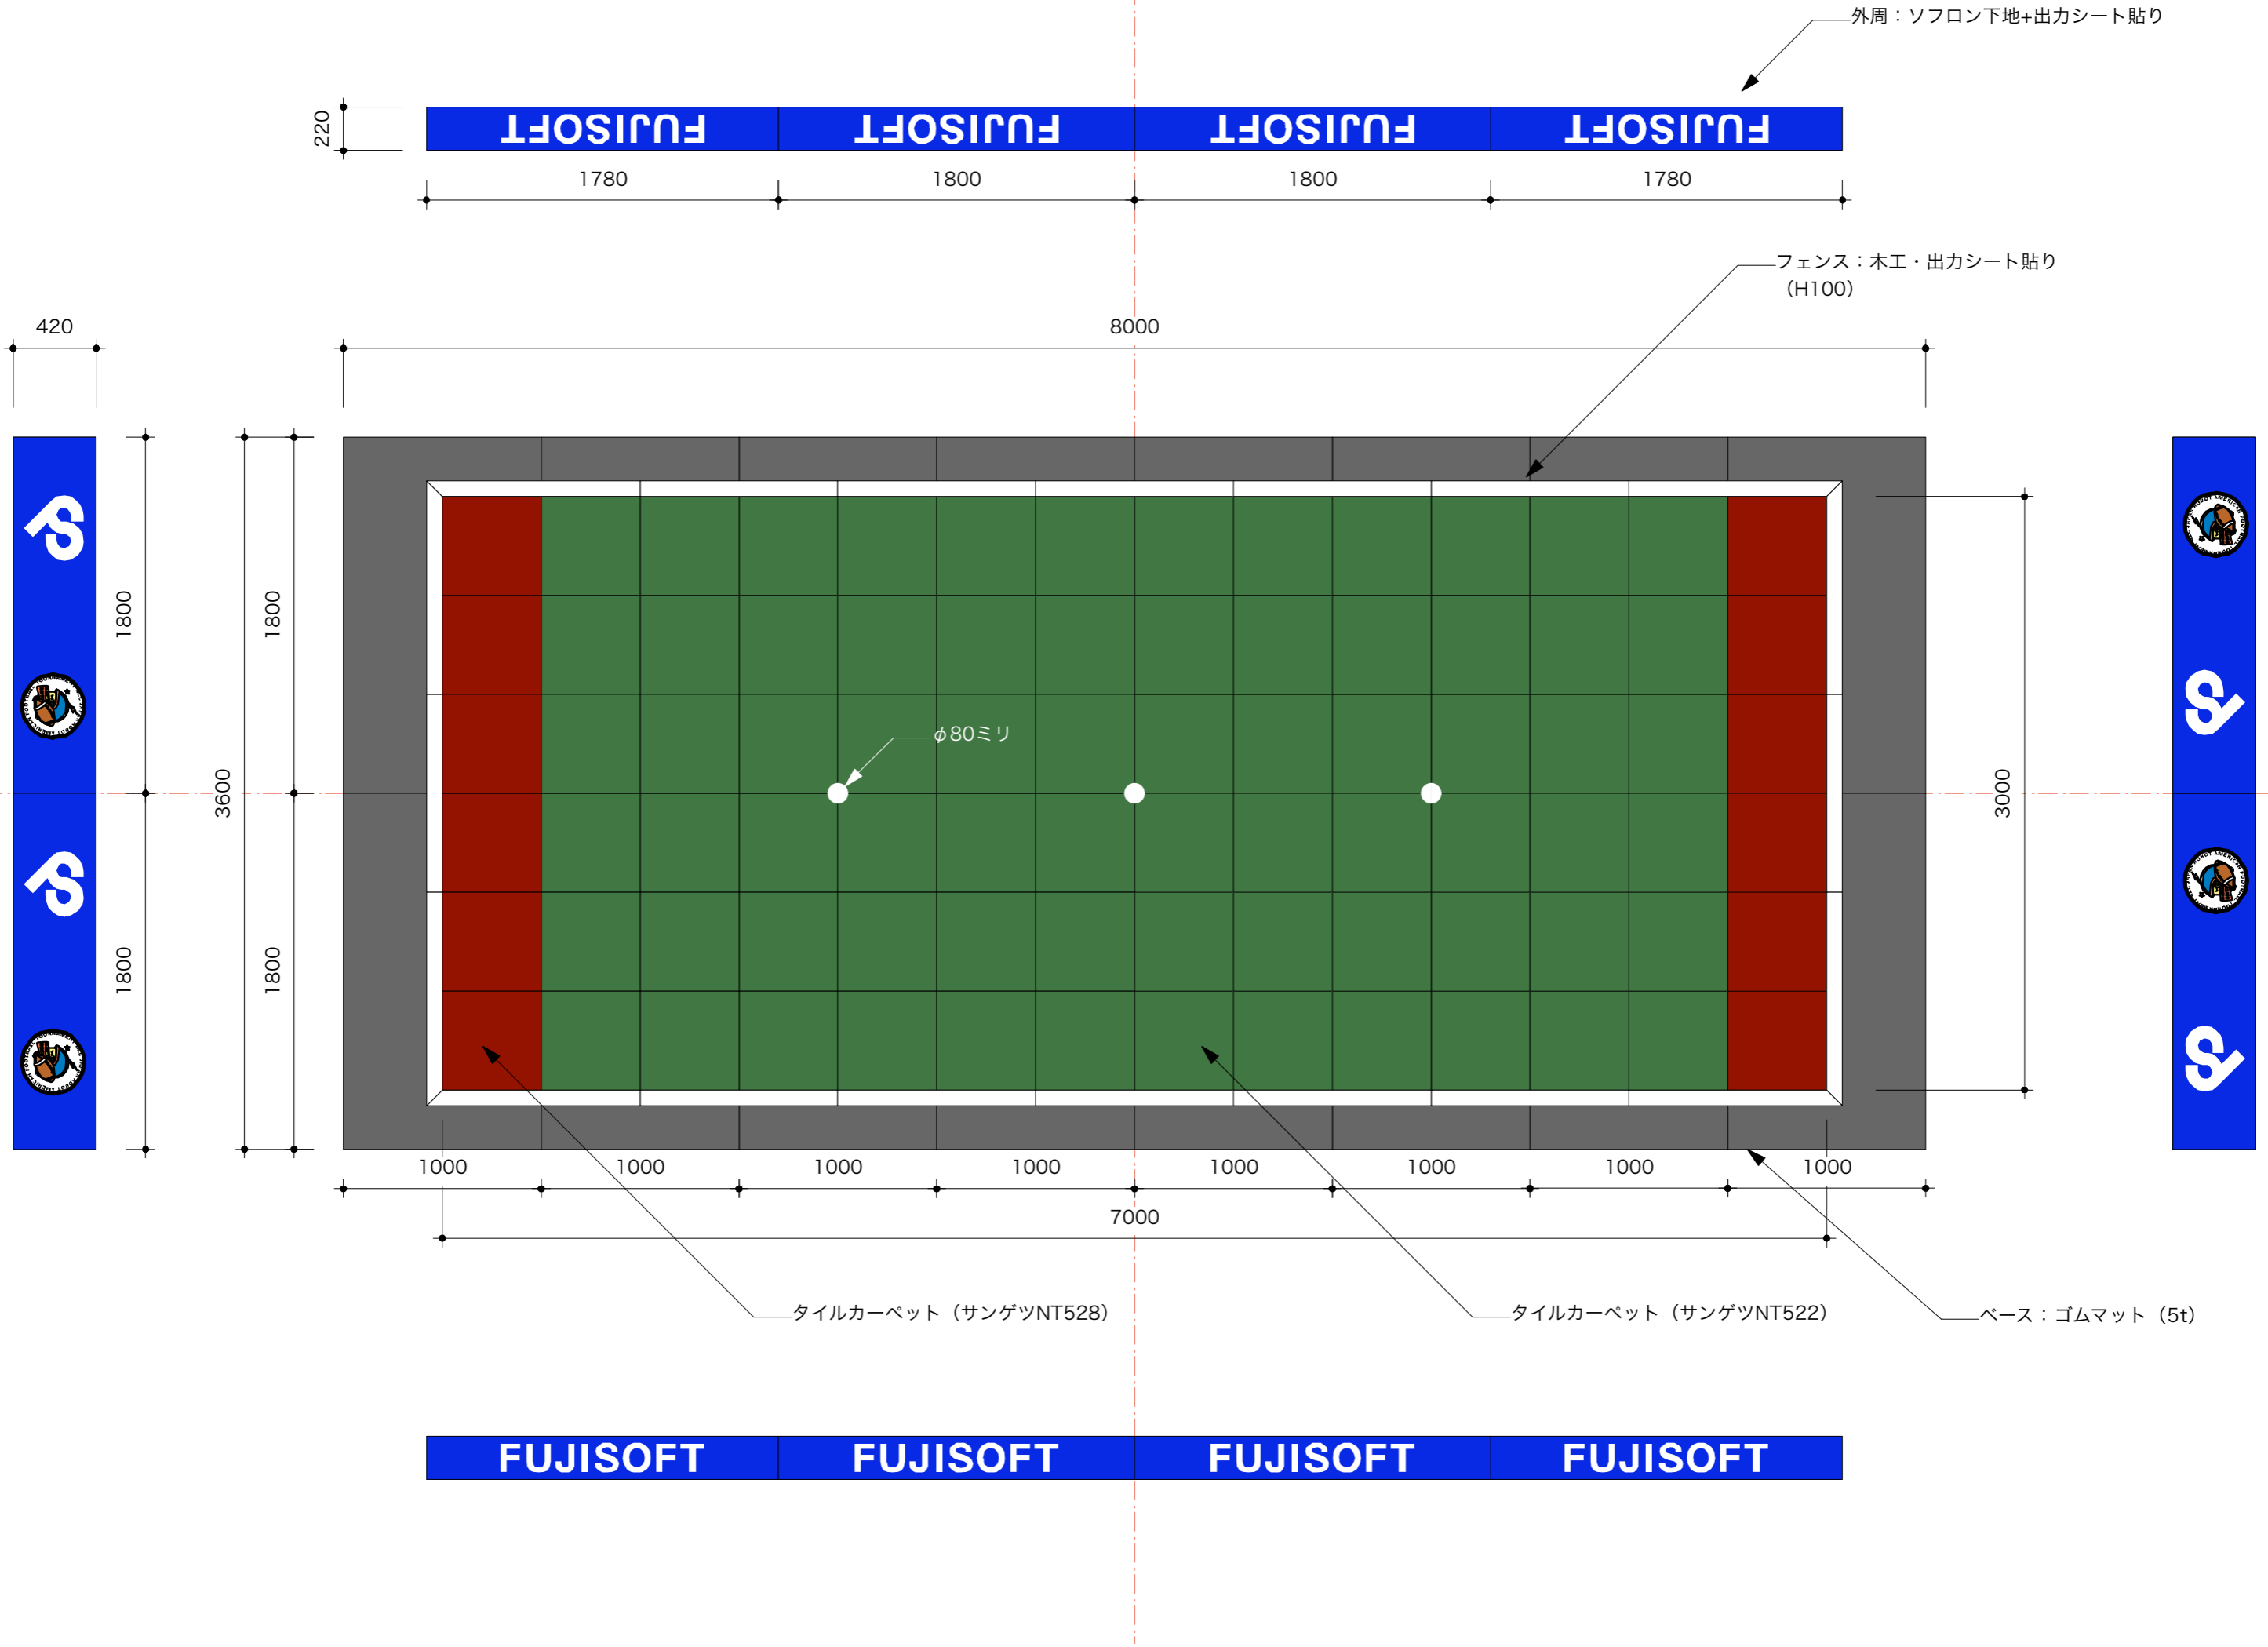 外周：ソフロン下地+出力シート貼り
FUJISOFT FUJISOFT FUJISOFT FUJISOFT
220
1780 1800 1800 1780
フェンス：木工・出力シート貼り
（H100）
420
8000
1800
1800
φ80ミリ
3600
3000
1800
1800
1000 1000 1000 1000 1000 1000 1000 1000
7000
タイルカーペット（サンゲツNT528）
タイルカーペット（サンゲツNT522）
ベース：ゴムマット（5t）
FUJISOFT FUJISOFT FUJISOFT FUJISOFT